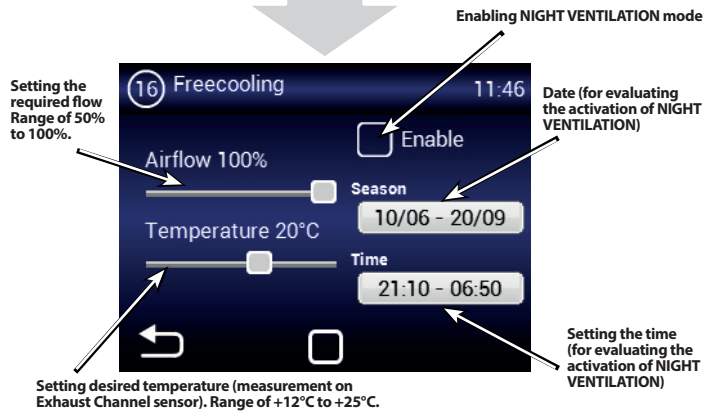 Enabling NIGHT VENTILATION mode
Setting the
required flow
Range of 50%
to 100%.
16 Freecooling
11:46
Date (for evaluating
the activation of NIGHT
VENTILATION)
Enable
Airflow 100%
Season
10/06 - 20/09
Temperature 20°C
Time
21:10 - 06:50
Setting the time
(for evaluating the
activation of NIGHT
VENTILATION)
Setting desired temperature (measurement on
Exhaust Channel sensor). Range of +12°C to +25°C.